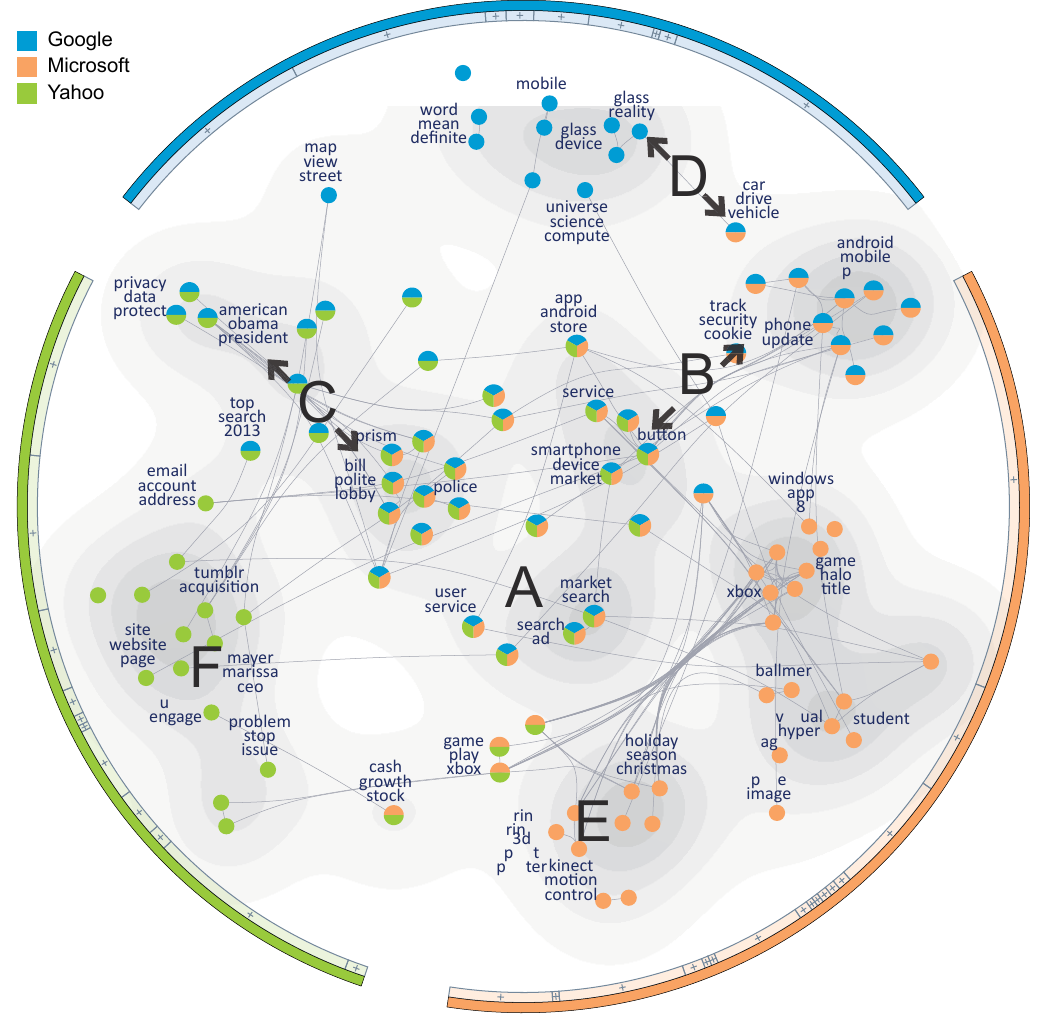 Google
Microsoft
Yahoo
mobile
word
mean
definite
glass
reality
glass
device
map
view
street
D
car
drive
vehicle
universe
science
compute
android
mobile
p
privacy
data
protect
american
obama
president
app
android
store
track
security
cookie
phone
update
B
C
service
top
search
2013
prism
button
bill
polite
lobby
smartphone
device
market
police
email
account
address
windows
app
8
tumblr
acquisition
A
game
halo
title
xbox
user
service
market
search
search
ad
site
website
page
F
mayer
marissa
ceo
ballmer
u
engage
problem
stop
issue
v ual
hyper
student
ag
game
play
xbox
holiday
season
christmas
cash
growth
stock
p e
image
E
rin
rin
3d
p t
p ter
kinect
motion
control